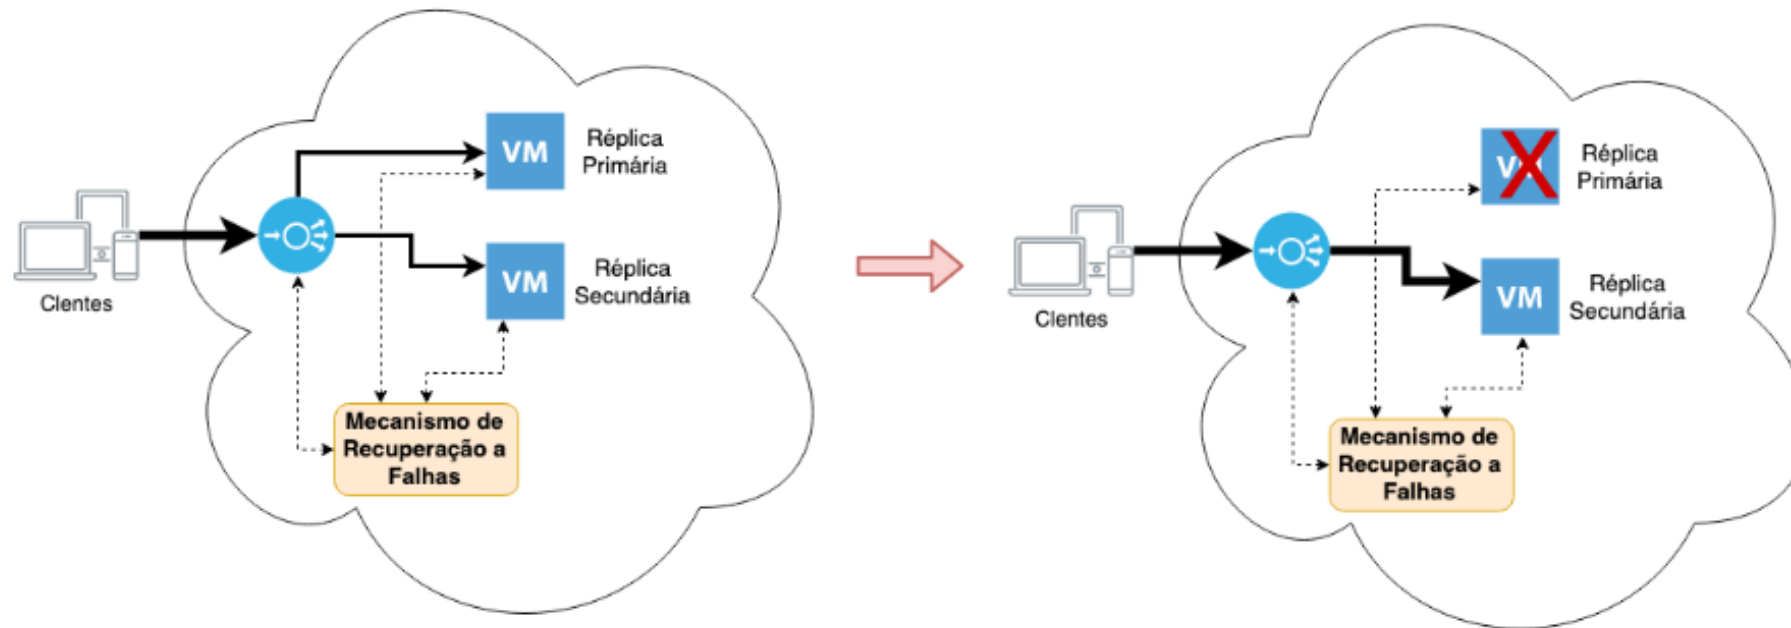 VM
Réplica
Primária
VM
Réplica
Secundária
Clentes
Mecanismo de
Recuperação a
Falhas
VM
Réplica
Primária
VM
Réplica
Secundária
Clentes
Mecanismo de
Recuperação a
Falhas